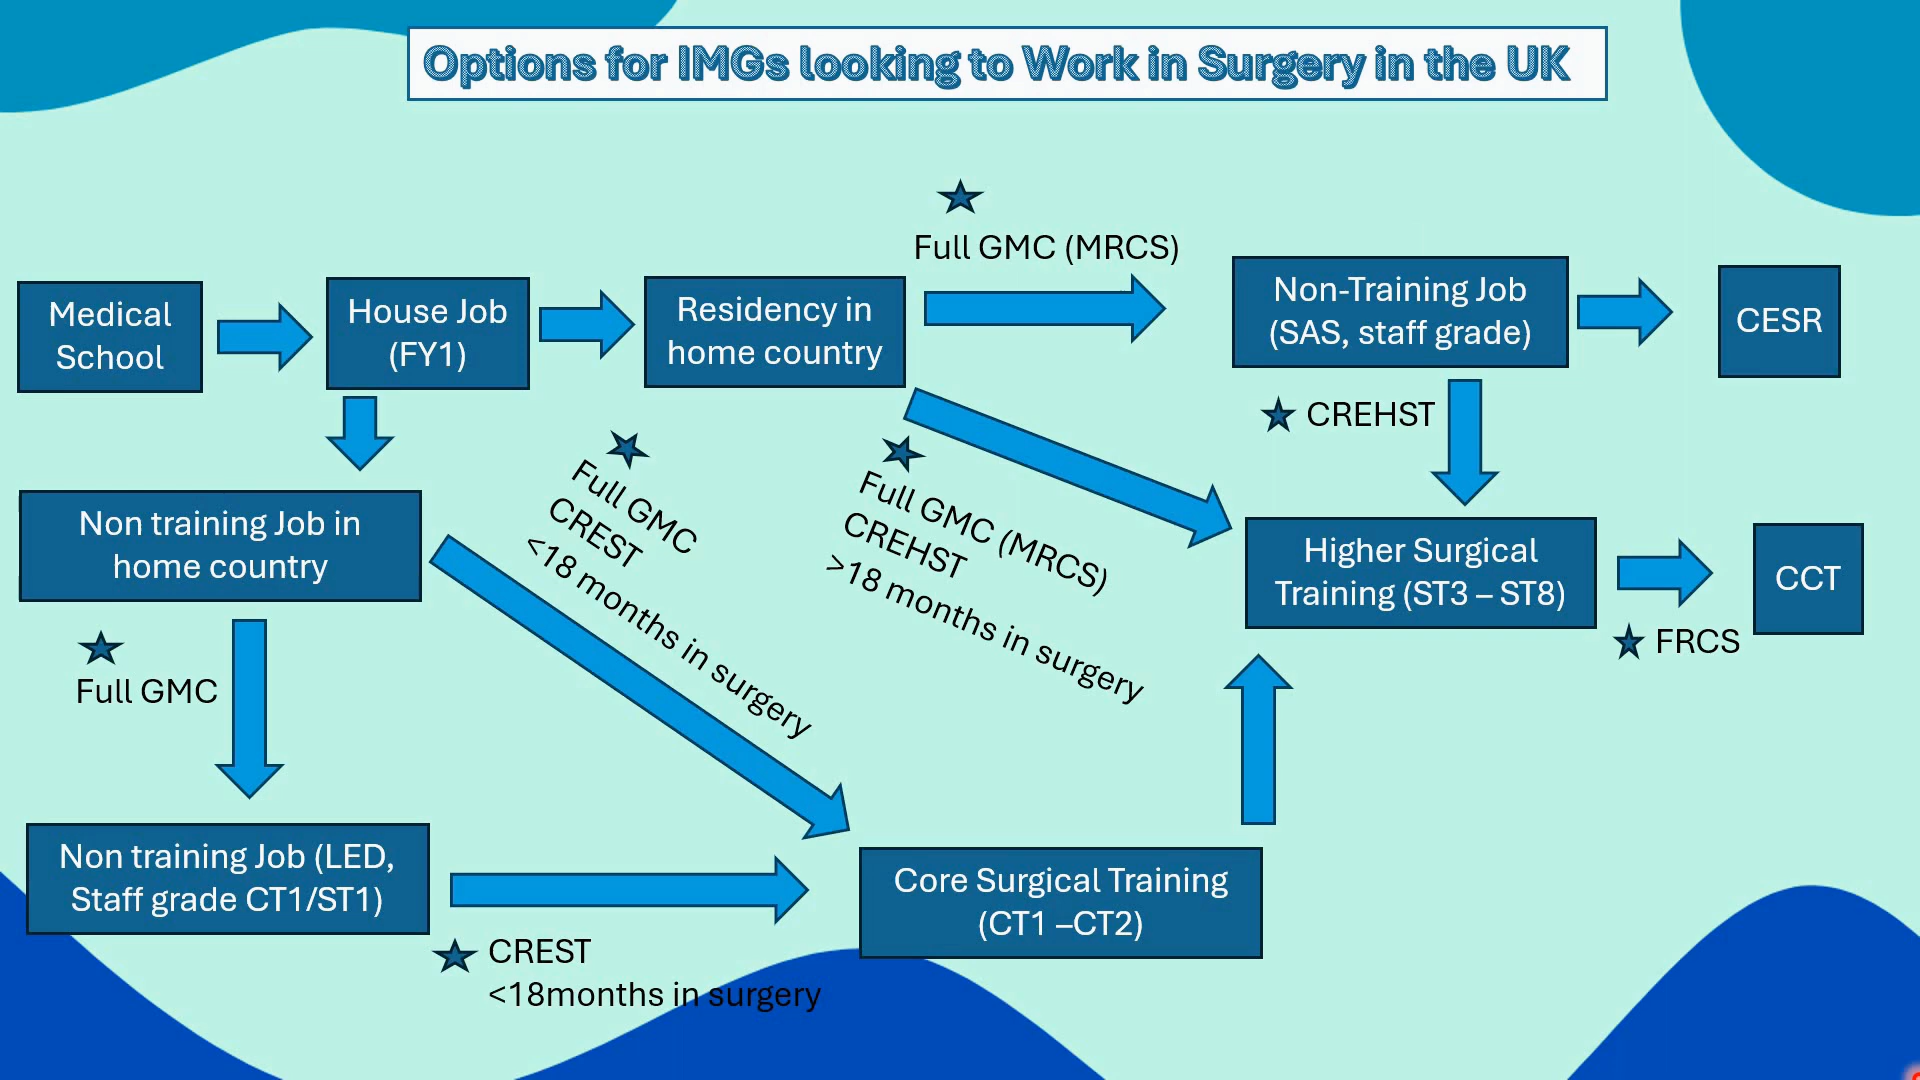 Options for IMGs looking to Work in Surgery in the UK
Full GMC (MRCS)
Medical
School
House Job
(FY1)
Residency in
home country
Non-Training Job
(SAS, staff grade)
CESR
CREHST
Full GMC
CREST
<18 months in surgery
Full GMC (MRCS)
CREHST
>18 months in surgery
Non training Job in
home country
Higher Surgical
Training (ST3 – ST8)
CCT
FRCS
Full GMC
Non training Job (LED,
Staff grade CT1/ST1)
Core Surgical Training
(CT1 –CT2)
CREST
<18months in surgery